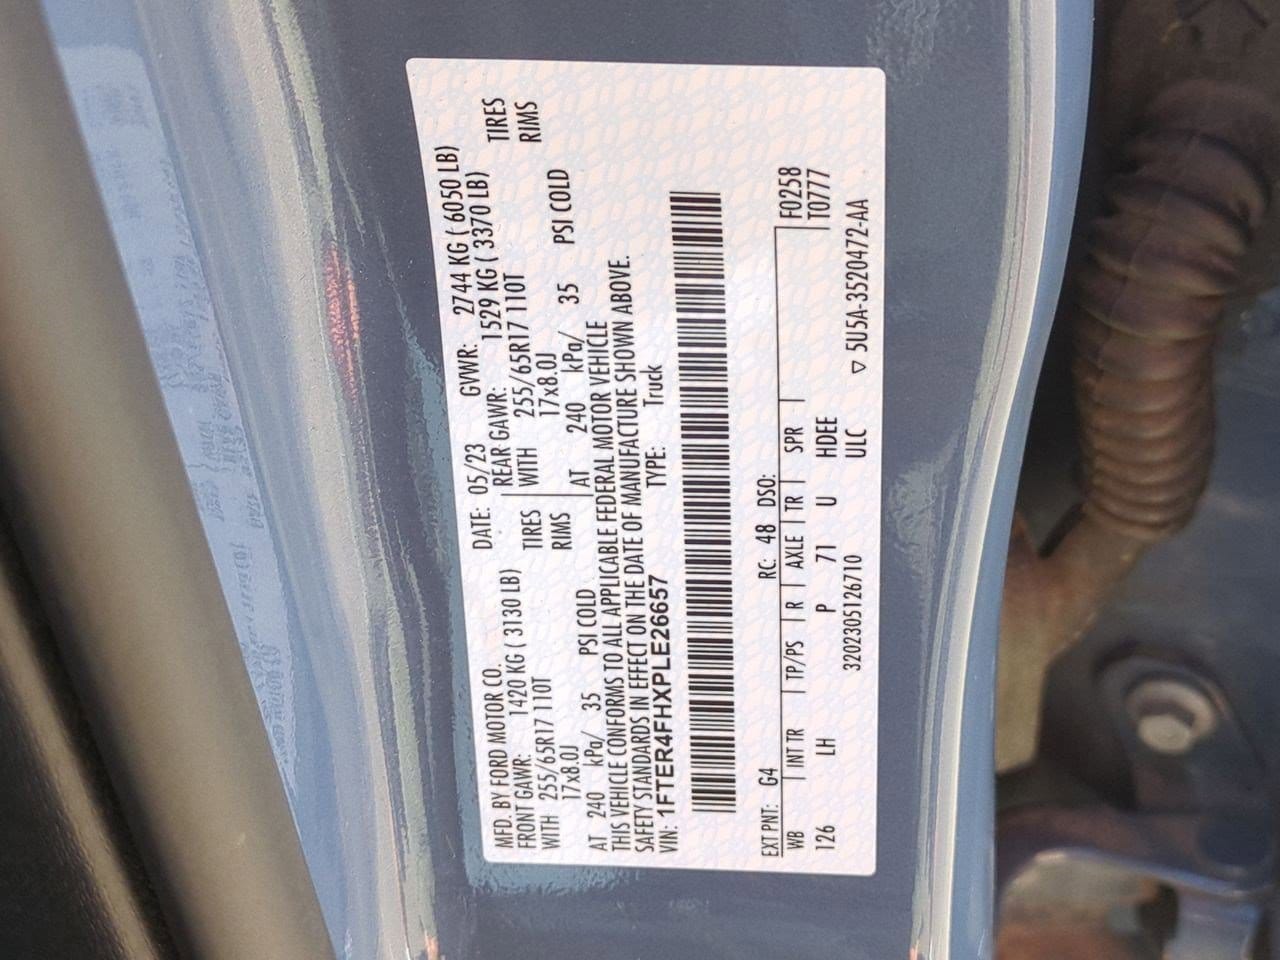 MFD. BY FORD MOTOR CO.
DATE: 05/23
GVWR: 2744 KG ( 6050 LB)
FRONT GAWR: 1420 KG ( 3130 LB)
REAR GAWR: 1529 KG ( 3370 LB)
WITH 255/65R17 110T TIRES
WITH 255/65R17 110T TIRES
17x8.0J RIMS
17x8.0J RIMS
AT 240 kPa/ 35 PSI COLD
AT 240 kPa/ 35 PSI COLD
THIS VEHICLE CONFORMS TO ALL APPLICABLE FEDERAL MOTOR VEHICLE
SAFETY STANDARDS IN EFFECT ON THE DATE OF MANUFACTURE SHOWN ABOVE.
VIN: 1FTER4FHXPLE26657
TYPE: Truck
EXT PNT: G4 RC: 48 DSO:
F0258
WB INT TR TP/PS R AXLE TR SPR
T0777
126 LH P 71 U HDEE
3202305126710 ULC ▽ 5U5A-3520472-AA